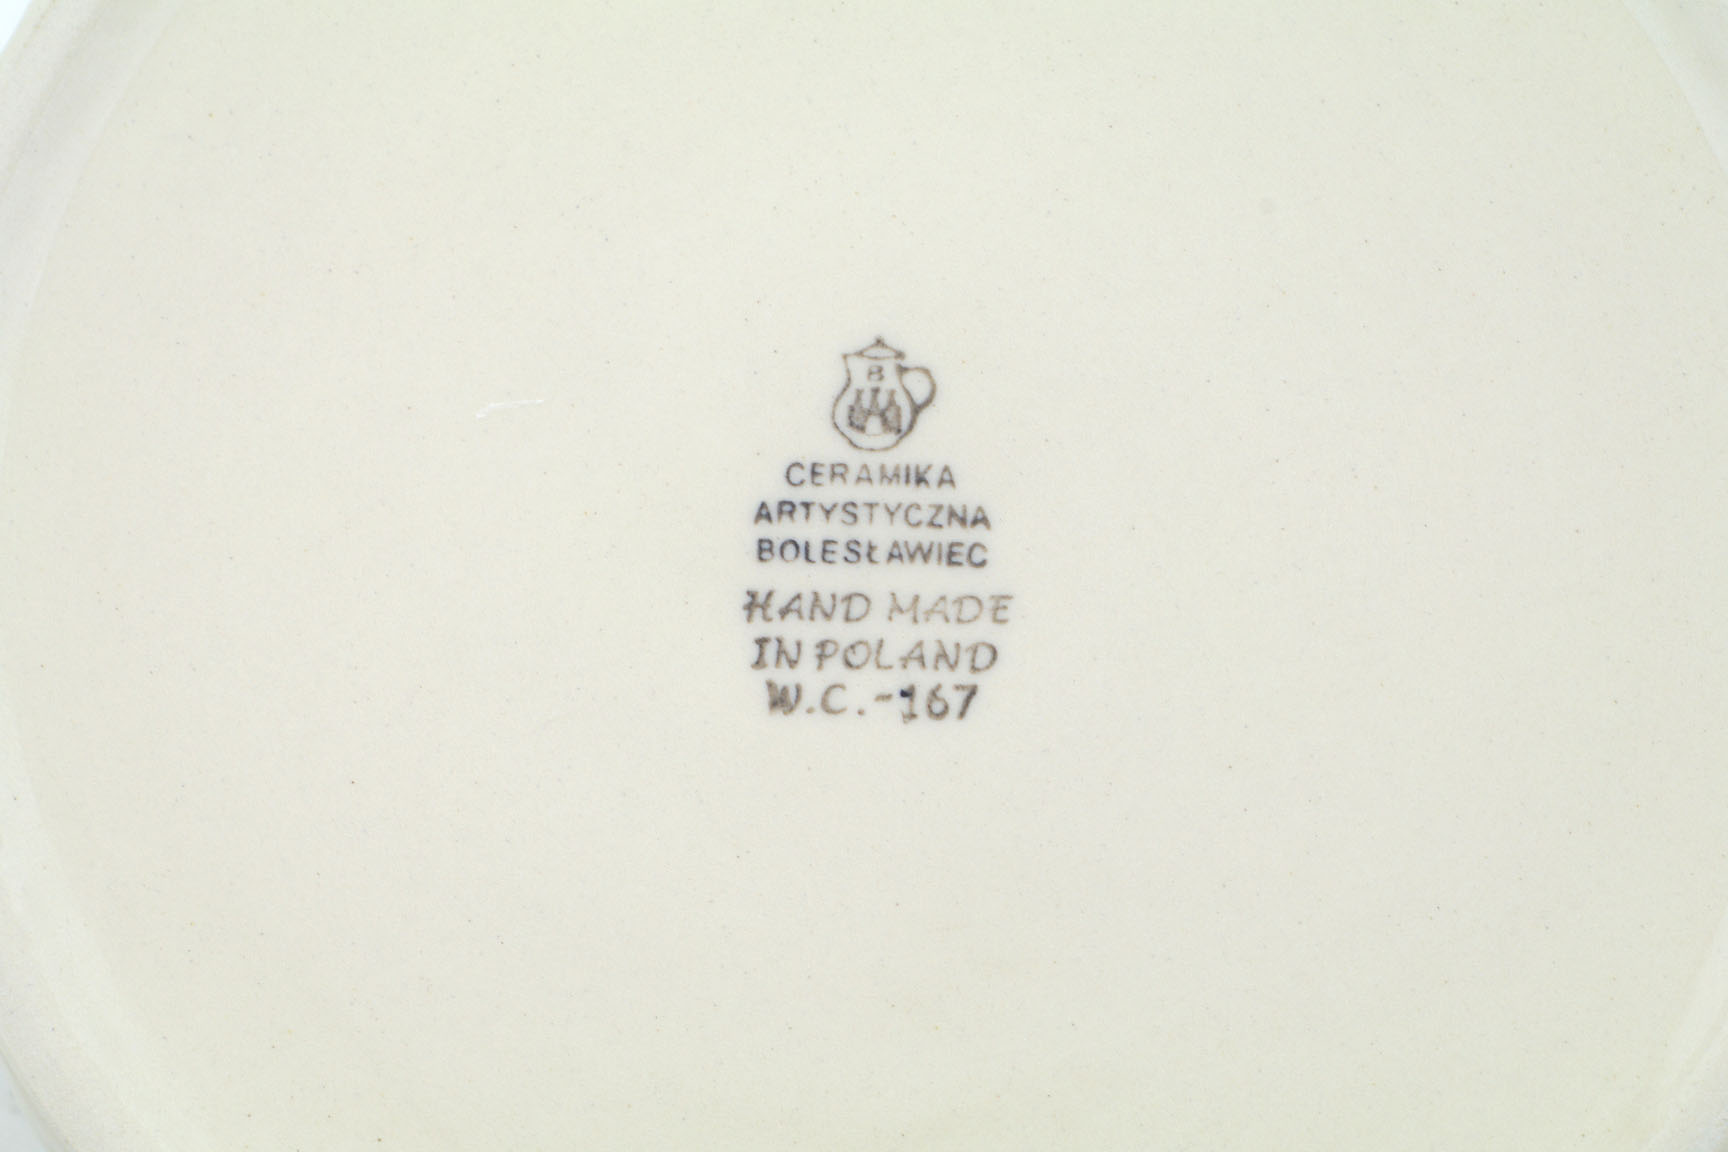 B
CERAMIKA
ARTYSTYCZNA
BOLESŁAWIEC
HAND MADE
IN POLAND
W.C.-167